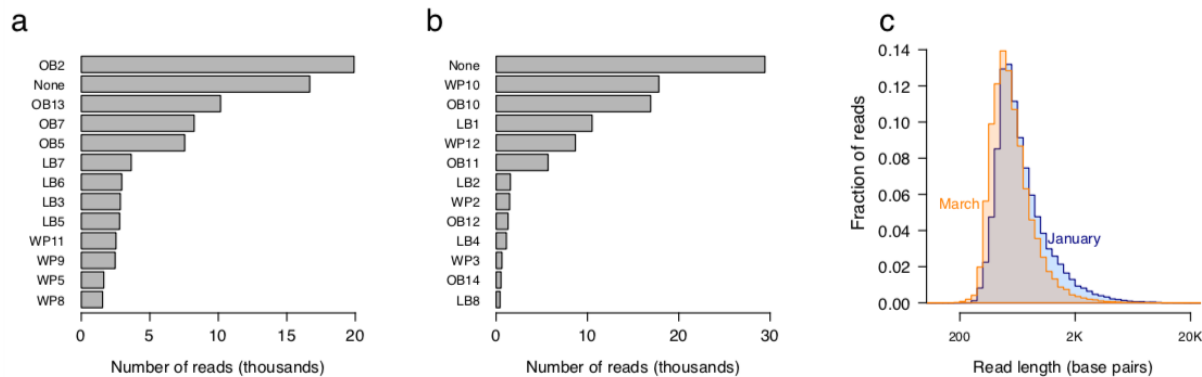 a
OB2
None
OB13
OB7
OB5
LB7
LB6
LB3
LB5
WP11
WP9
WP5
WP8
0 5 10 15 20
Number of reads (thousands)
b
None
WP10
OB10
LB1
WP12
OB11
LB2
WP2
OB12
LB4
WP3
OB14
LB8
0 10 20 30
Number of reads (thousands)
c
Fraction of reads
0.14
0.12
0.10
0.08
0.06
0.04
0.02
0.00
March
January
200 2K 20K
Read length (base pairs)